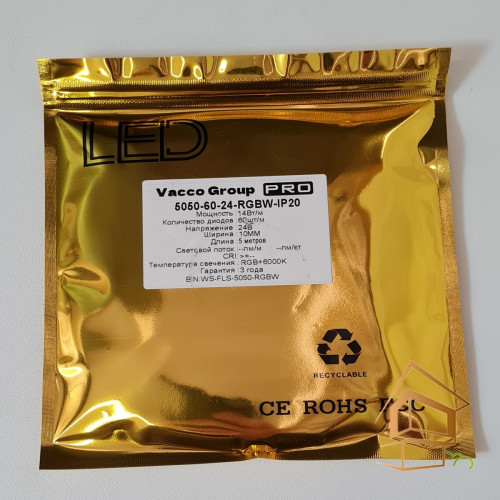 LED
Vacco Group PRO
5050-60-24-RGBW-IP20
Мощность :14Вт/м
Количество диодов :60шт/м
Напряжение :24В
Ширина :10ММ
Длина :5 метров
Световой поток :--лм/м --лм/вт
CRI:>=--
Температура свечения :RGB+6000K
Гарантия :3 года
BIN:WS-FLS-5050-RGBW
RECYCLABLE
CE ROHS